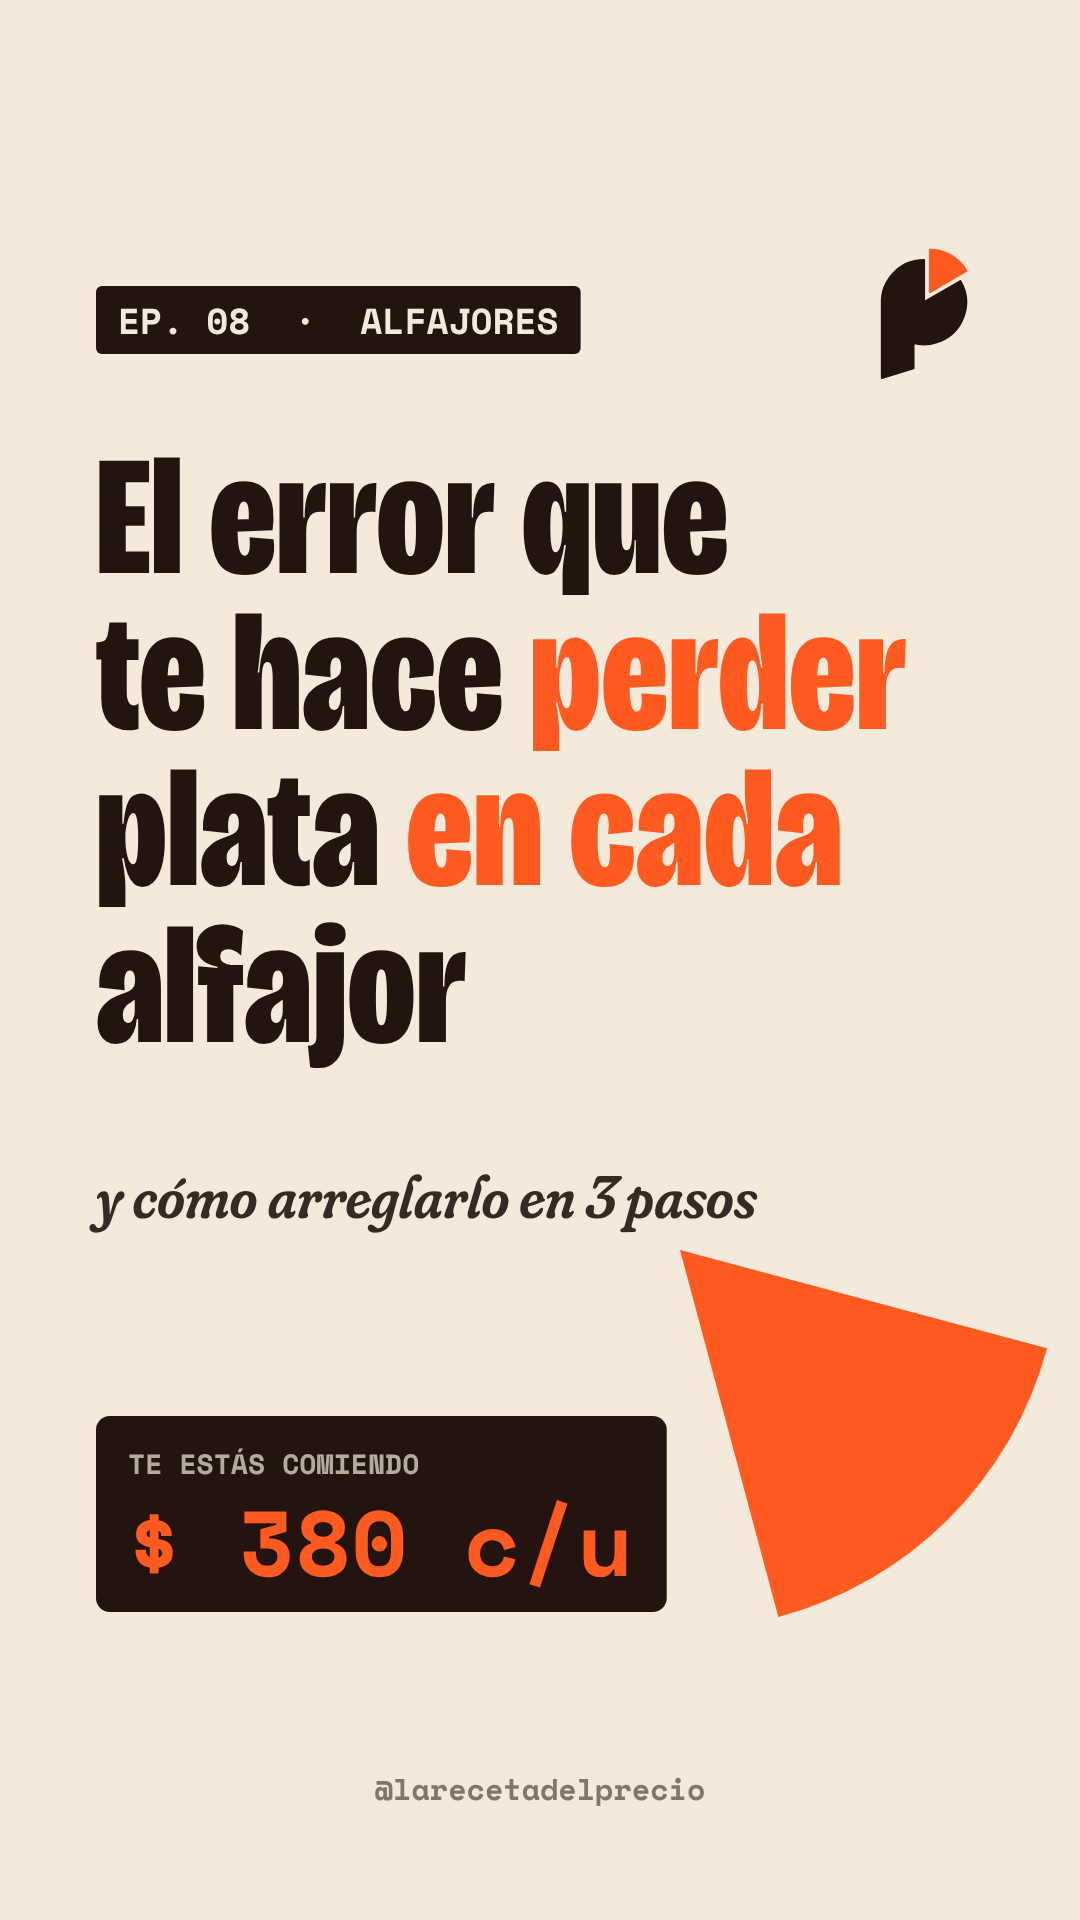 EP. 08 · ALFAJORES
El error que
te hace perder
plata en cada
alfajor
y cómo arreglarlo en 3 pasos
TE ESTÁS COMIENDO
$ 380 c/u
@larecetadelprecio